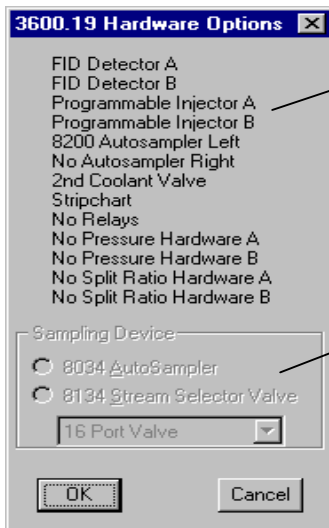 3600.19 Hardware Options
FID Detector A
FID Detector B
Programmable Injector A
Programmable Injector B
8200 Autosampler Left
No Autosampler Right
2nd Coolant Valve
Stripchart
No Relays
No Pressure Hardware A
No Pressure Hardware B
No Split Ratio Hardware A
No Split Ratio Hardware B
Sampling Device
8034 AutoSampler
8134 Stream Selector Valve
16 Port Valve
OK Cancel